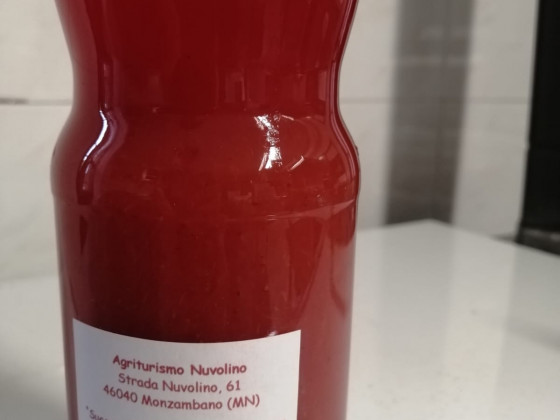 Agriturismo Nuvolino
Strada Nuvolino, 61
46040 Monzambano (MN)